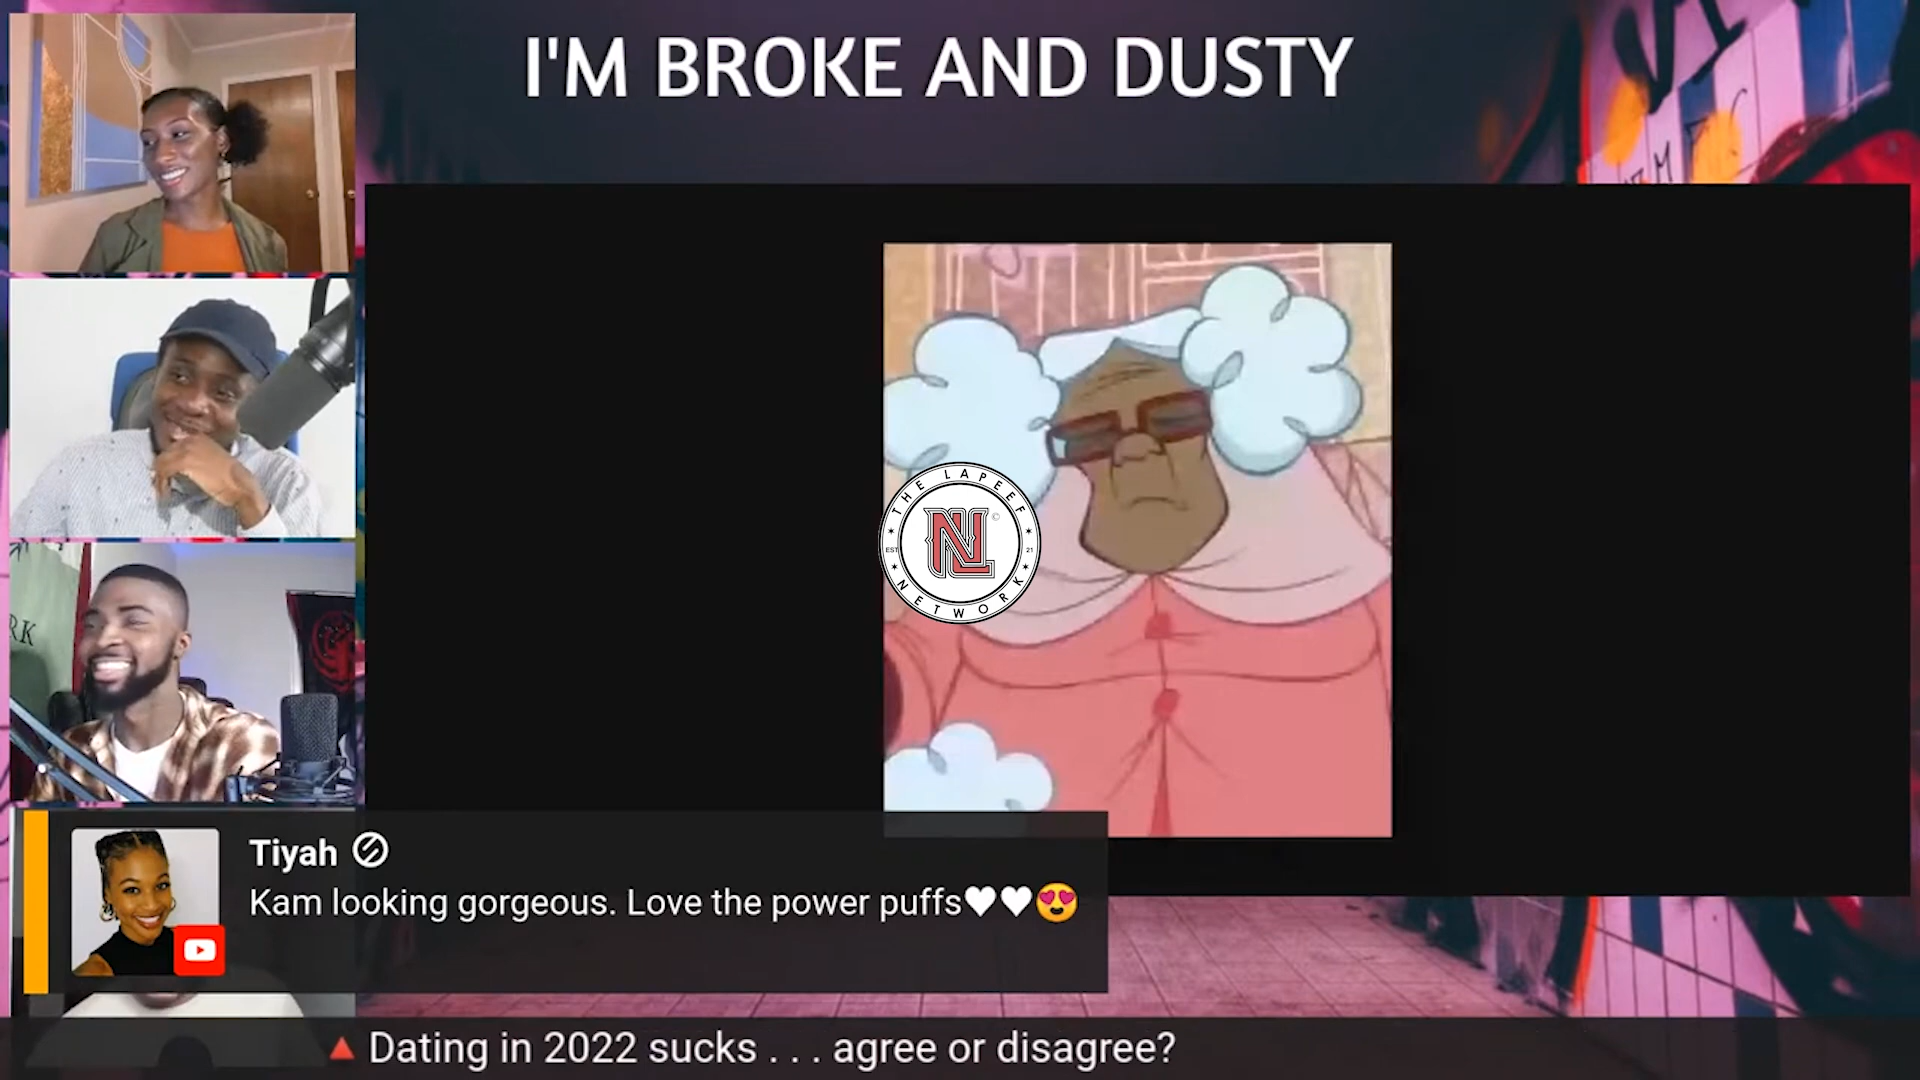 I'M BROKE AND DUSTY
RK
THE LAPEEF
EST
NL
©
21
NETWORK
Tiyah
Kam looking gorgeous. Love the power puffs🤍🤍😍
🔺 Dating in 2022 sucks . . . agree or disagree?